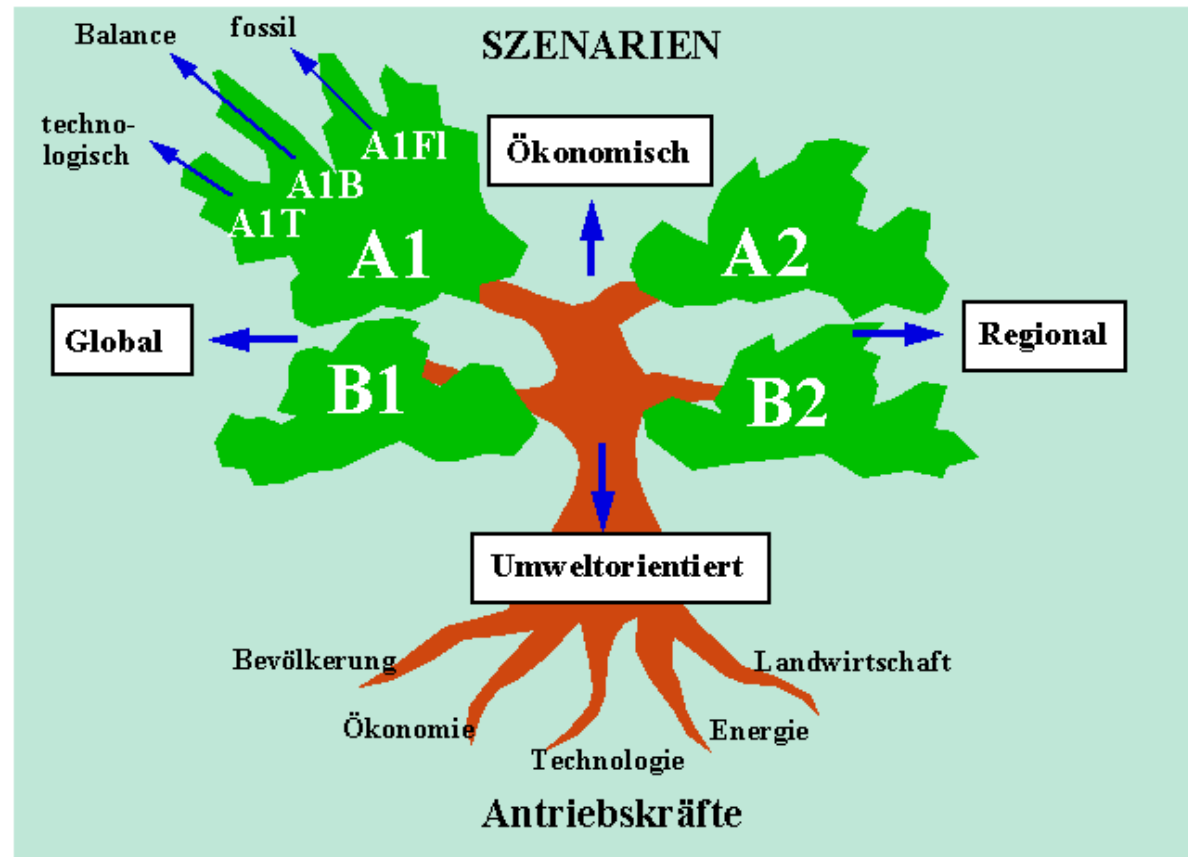 Balance
fossil
SZENARIEN
techno-
logisch
A1Fl
A1B
A1T
Ökonomisch
A1
A2
Global
Regional
B1
B2
Umweltorientiert
Bevölkerung
Landwirtschaft
Ökonomie
Energie
Technologie
Antriebskräfte